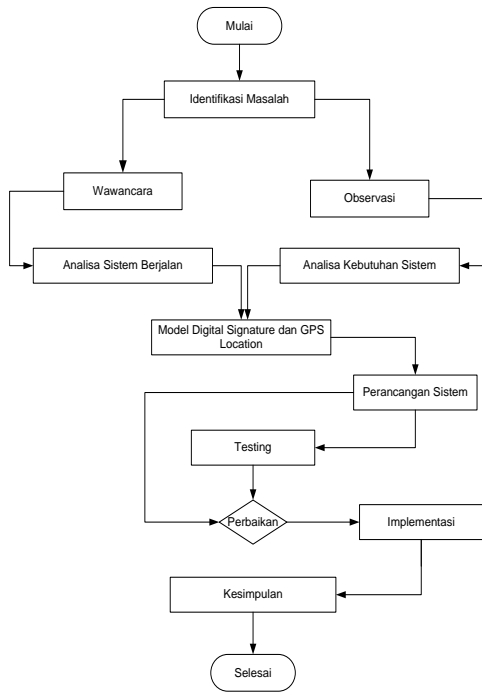 Mulai
Identifikasi Masalah
Wawancara
Observasi
Analisa Sistem Berjalan
Analisa Kebutuhan Sistem
Model Digital Signature dan GPS
Location
Perancangan Sistem
Testing
Perbaikan
Implementasi
Kesimpulan
Selesai